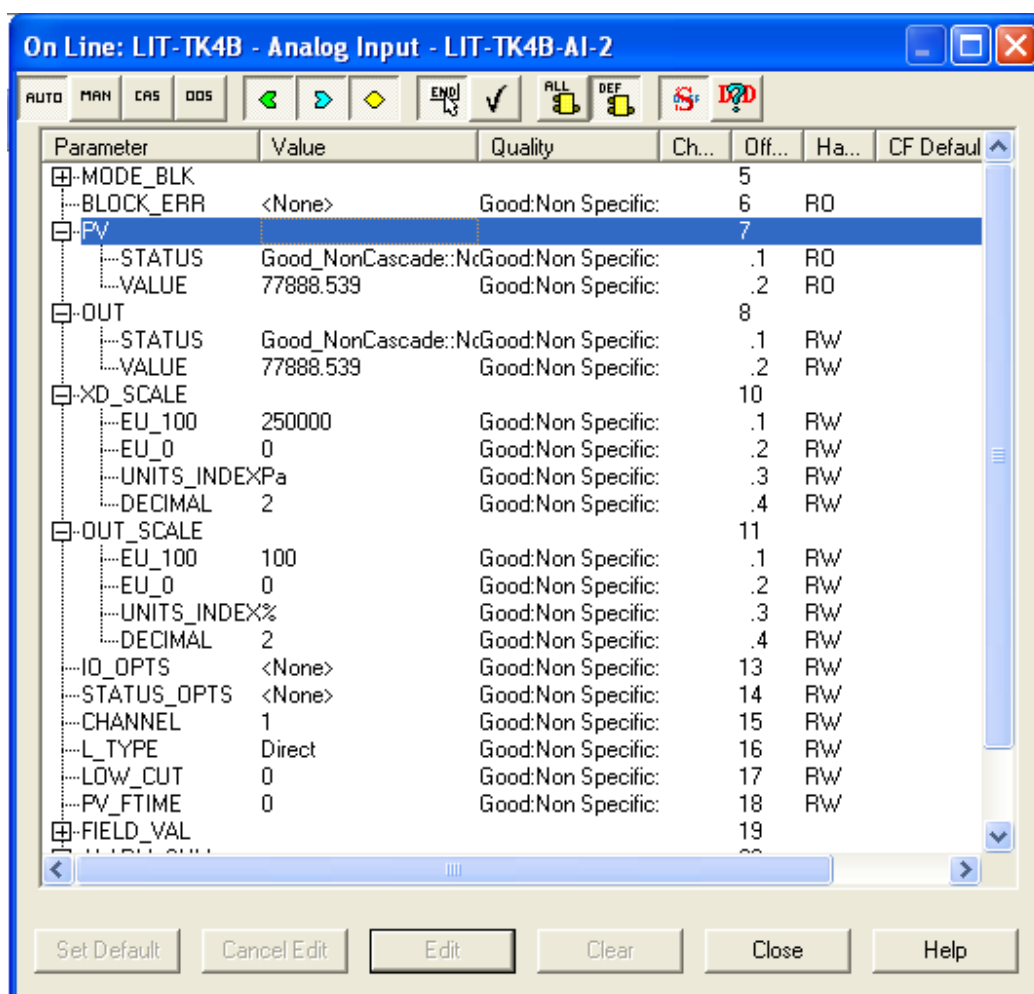 On Line: LIT-TK4B - Analog Input - LIT-TK4B-AI-2
AUTO MAN CAS OOS END ALL DEF
Parameter Value Quality Ch... Off... Ha... CF Defaul
MODE_BLK 5
BLOCK_ERR <None> Good:Non Specific: 6 RO
PV 7
STATUS Good_NonCascade::Nc Good:Non Specific: .1 RO
VALUE 77888.539 Good:Non Specific: .2 RO
OUT 8
STATUS Good_NonCascade::Nc Good:Non Specific: .1 RW
VALUE 77888.539 Good:Non Specific: .2 RW
XD_SCALE 10
EU_100 250000 Good:Non Specific: .1 RW
EU_0 0 Good:Non Specific: .2 RW
UNITS_INDEX Pa Good:Non Specific: .3 RW
DECIMAL 2 Good:Non Specific: .4 RW
OUT_SCALE 11
EU_100 100 Good:Non Specific: .1 RW
EU_0 0 Good:Non Specific: .2 RW
UNITS_INDEX % Good:Non Specific: .3 RW
DECIMAL 2 Good:Non Specific: .4 RW
IO_OPTS <None> Good:Non Specific: 13 RW
STATUS_OPTS <None> Good:Non Specific: 14 RW
CHANNEL 1 Good:Non Specific: 15 RW
L_TYPE Direct Good:Non Specific: 16 RW
LOW_CUT 0 Good:Non Specific: 17 RW
PV_FTIME 0 Good:Non Specific: 18 RW
FIELD_VAL 19
Set Default Cancel Edit Edit Clear Close Help